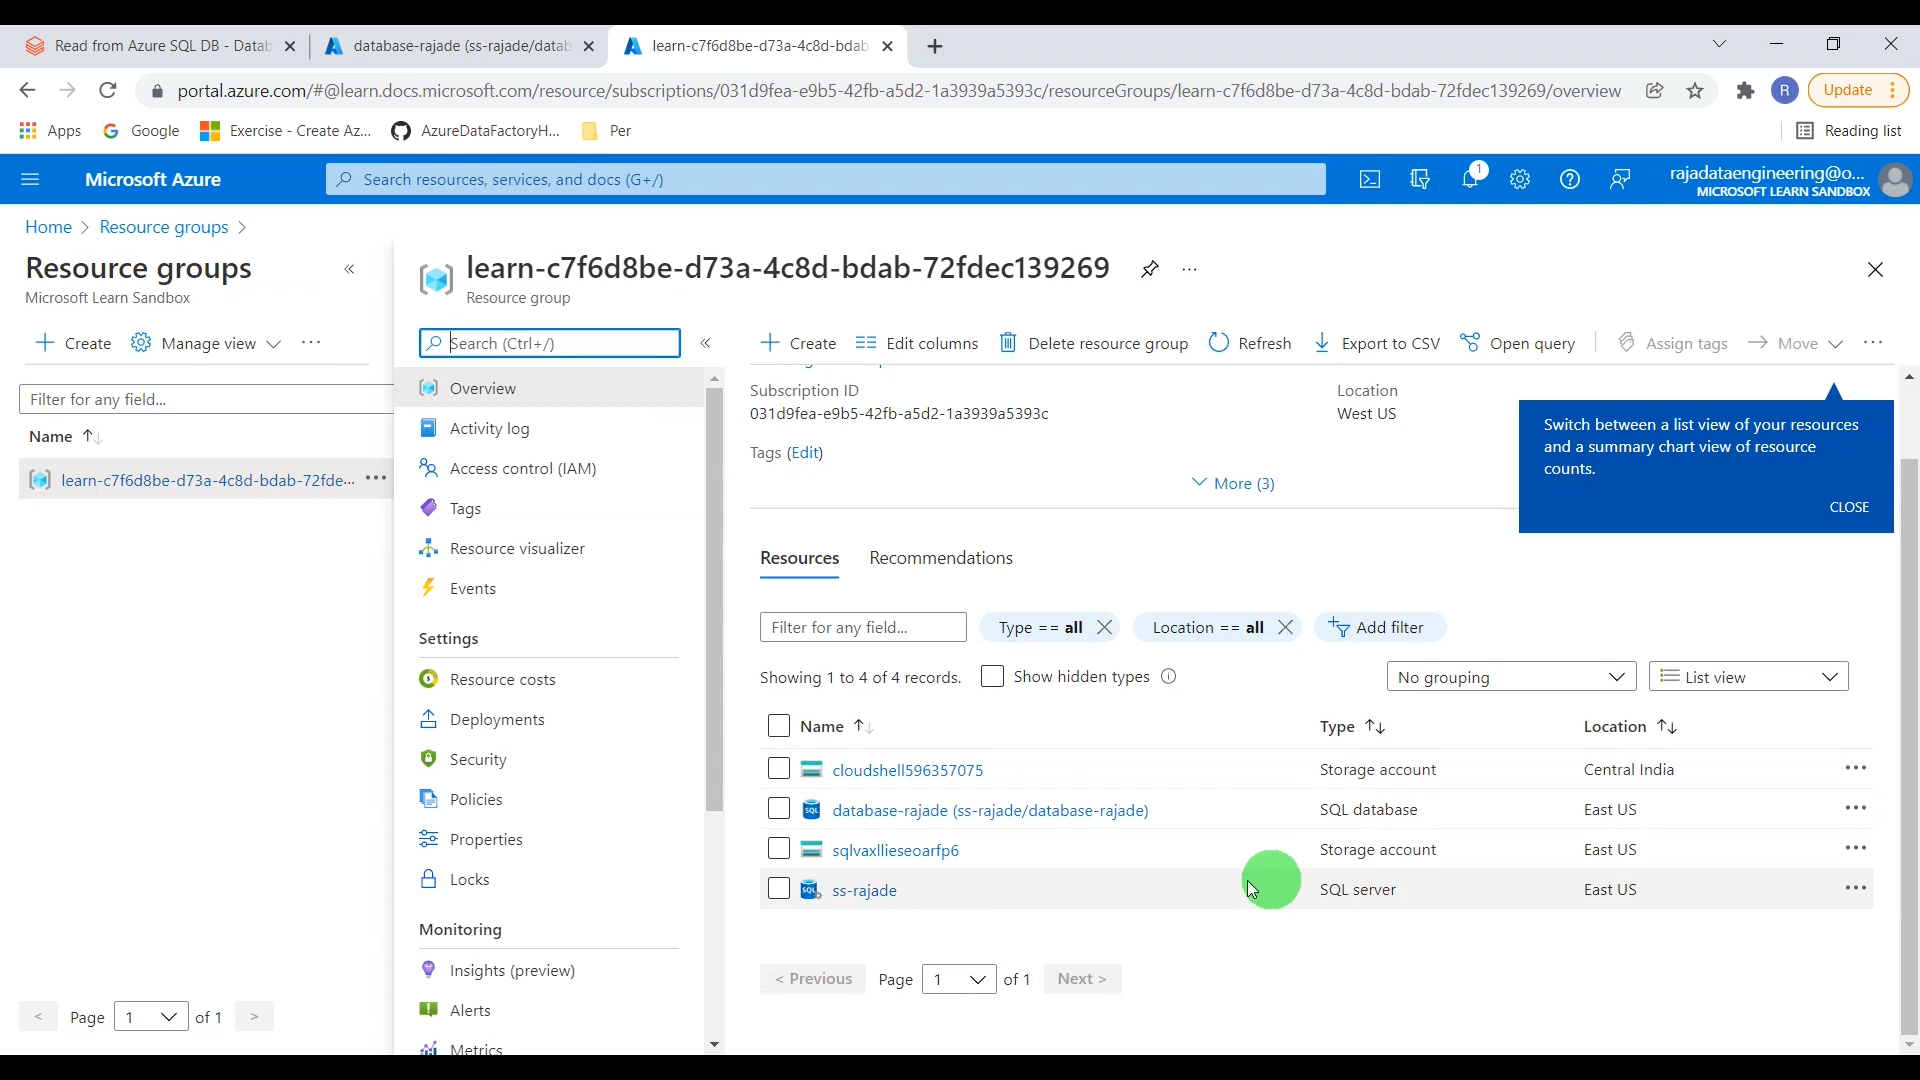 Read from Azure SQL DB - Datab
database-rajade (ss-rajade/datab
learn-c7f6d8be-d73a-4c8d-bdab
portal.azure.com/#@learn.docs.microsoft.com/resource/subscriptions/031d9fea-e9b5-42fb-a5d2-1a3939a5393c/resourceGroups/learn-c7f6d8be-d73a-4c8d-bdab-72fdec139269/overview
R
Update
Apps
Google
Exercise - Create Az...
AzureDataFactoryH...
Per
Reading list
Microsoft Azure
Search resources, services, and docs (G+/)
1
rajadataengineering@o...
MICROSOFT LEARN SANDBOX
Home > Resource groups >
Resource groups
Microsoft Learn Sandbox
+ Create
Manage view
...
Filter for any field...
Name
learn-c7f6d8be-d73a-4c8d-bdab-72fde...
< Page 1 of 1 >
learn-c7f6d8be-d73a-4c8d-bdab-72fdec139269
Resource group
Search (Ctrl+/)
Overview
Activity log
Access control (IAM)
Tags
Resource visualizer
Events
Settings
Resource costs
Deployments
Security
Policies
Properties
Locks
Monitoring
Insights (preview)
Alerts
Metrics
+ Create
Edit columns
Delete resource group
Refresh
Export to CSV
Open query
Assign tags
Move
...
Subscription ID
031d9fea-e9b5-42fb-a5d2-1a3939a5393c
Location
West US
Tags (Edit)
More (3)
Switch between a list view of your resources
and a summary chart view of resource
counts.
CLOSE
Resources
Recommendations
Filter for any field...
Type == all
Location == all
Add filter
Showing 1 to 4 of 4 records.
Show hidden types
No grouping
List view
Name Type Location
cloudshell596357075 Storage account Central India
database-rajade (ss-rajade/database-rajade) SQL database East US
sqlvaxllieseoarfp6 Storage account East US
ss-rajade SQL server East US
< Previous Page 1 of 1 Next >